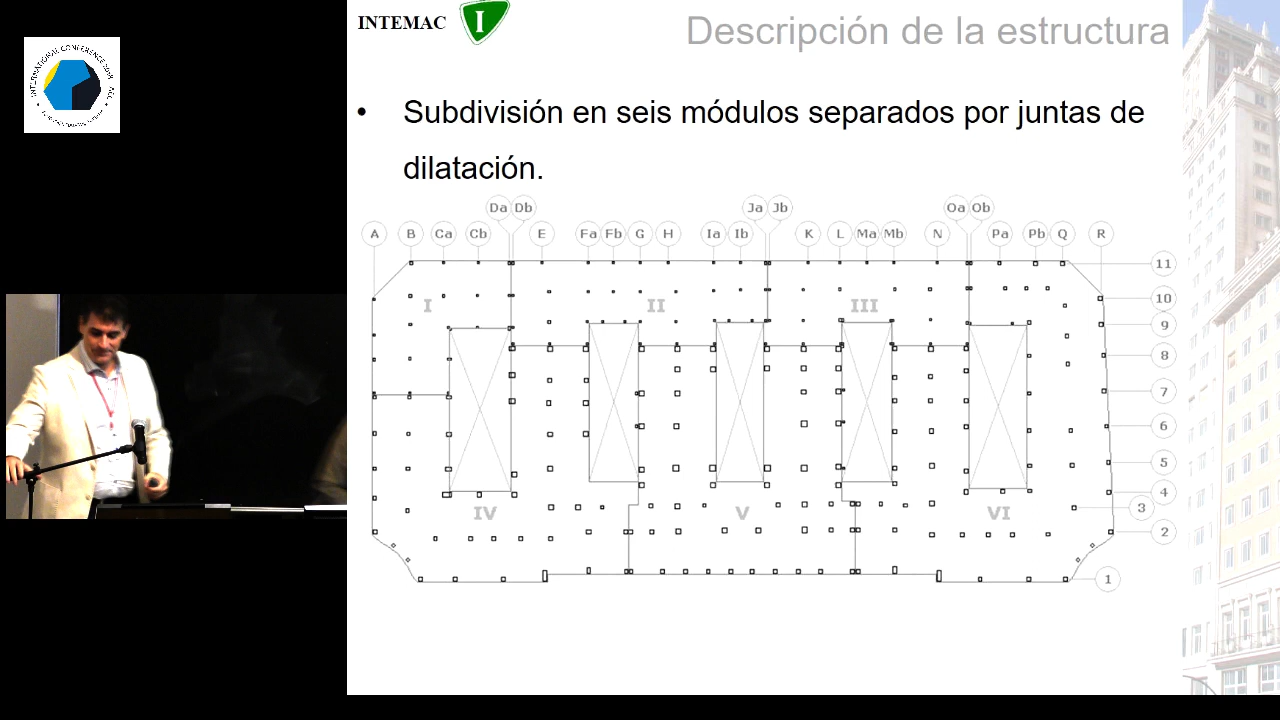 INTEMAC
I
Descripción de la estructura
INTERNATIONAL CONFERENCE
• Subdivisión en seis módulos separados por juntas de
dilatación.
Da Db Ja Jb Oa Ob
A B Ca Cb E Fa Fb G H Ia Ib K L Ma Mb N Pa Pb Q R
11
10
I II III
9
8
7
6
5
4
3
IV V VI
2
1